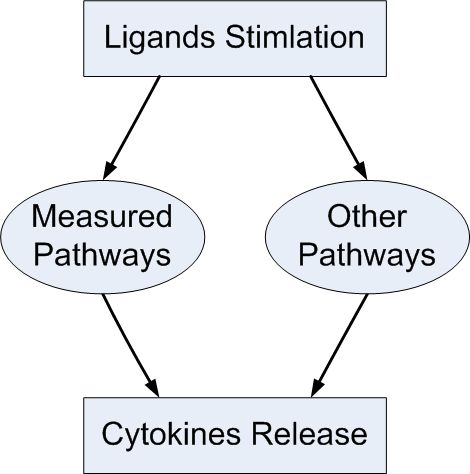 Ligands Stimlation
Measured
Pathways
Other
Pathways
Cytokines Release